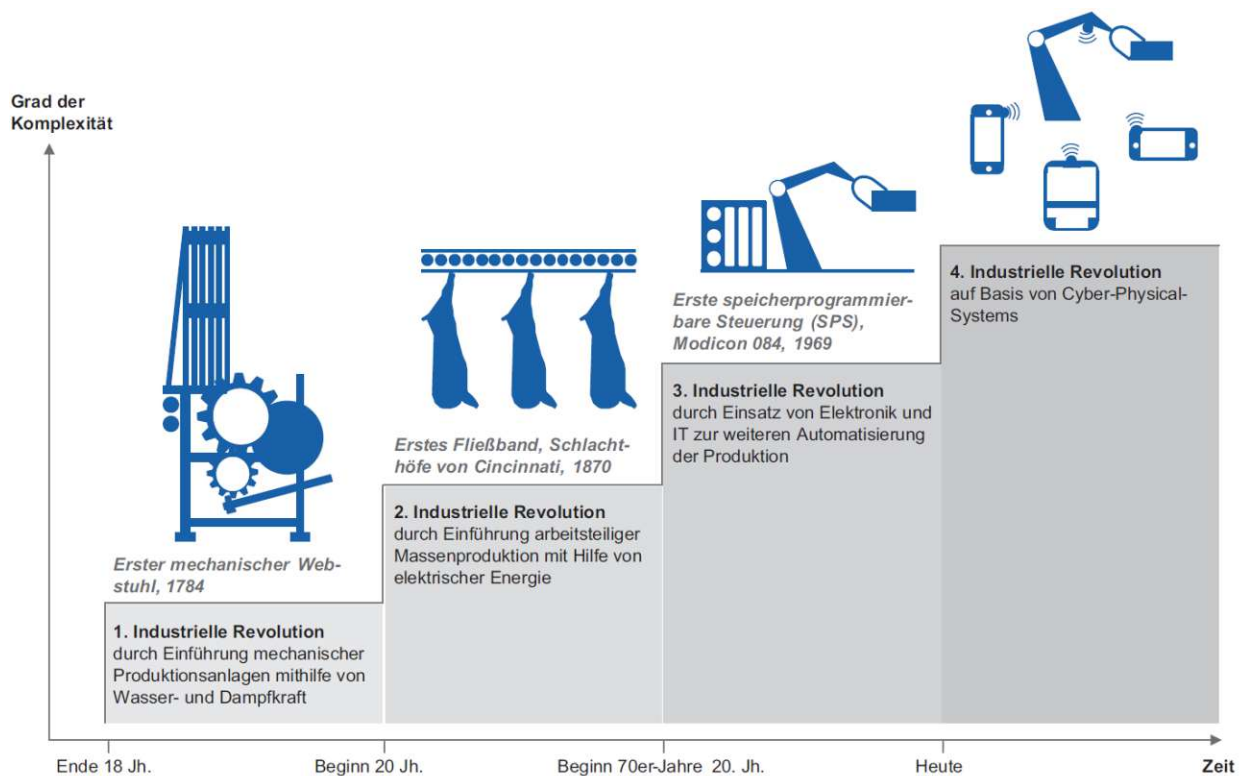 Grad der
Komplexität
Erster mechanischer Web-
stuhl, 1784
1. Industrielle Revolution
durch Einführung mechanischer
Produktionsanlagen mithilfe von
Wasser- und Dampfkraft
Erstes Fließband, Schlacht-
höfe von Cincinnati, 1870
2. Industrielle Revolution
durch Einführung arbeitsteiliger
Massenproduktion mit Hilfe von
elektrischer Energie
Erste speicherprogrammier-
bare Steuerung (SPS),
Modicon 084, 1969
3. Industrielle Revolution
durch Einsatz von Elektronik und
IT zur weiteren Automatisierung
der Produktion
4. Industrielle Revolution
auf Basis von Cyber-Physical-
Systems
Ende 18 Jh.
Beginn 20 Jh.
Beginn 70er-Jahre 20. Jh.
Heute
Zeit